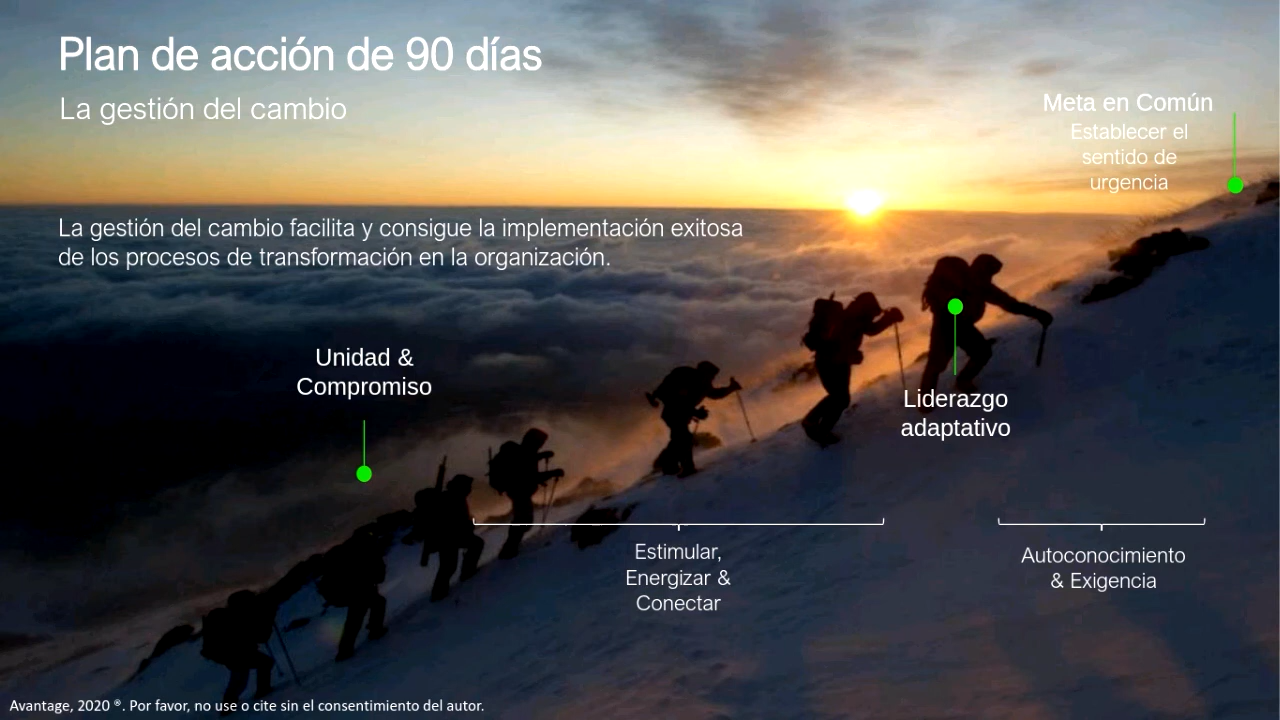 Plan de acción de 90 días
La gestión del cambio
Meta en Común
Establecer el
sentido de
urgencia
La gestión del cambio facilita y consigue la implementación exitosa
de los procesos de transformación en la organización.
Unidad &
Compromiso
Liderazgo
adaptativo
Estimular,
Energizar &
Conectar
Autoconocimiento
& Exigencia
Avantage, 2020 ®. Por favor, no use o cite sin el consentimiento del autor.